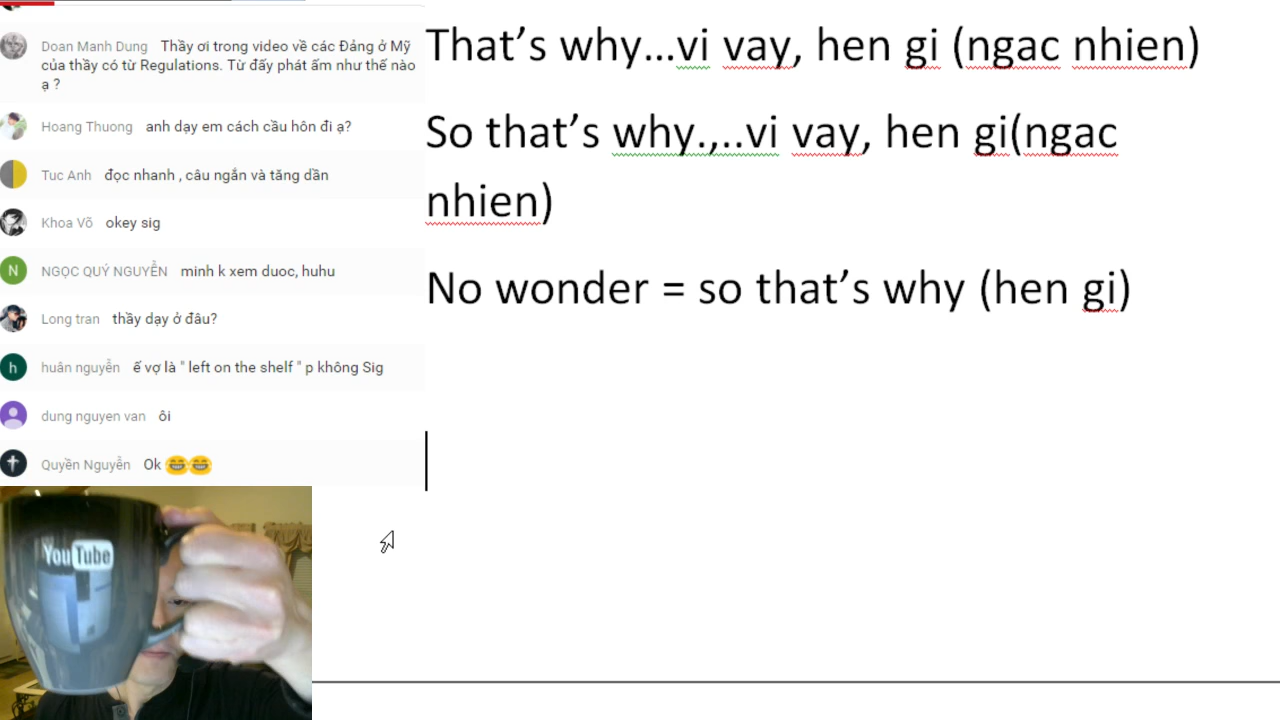 Doan Manh Dung Thầy ơi trong video về các Đảng ở Mỹ
của thầy có từ Regulations. Từ đấy phát ấm như thế nào
ạ ?
Hoang Thuong anh dạy em cách cầu hôn đi ạ?
Tuc Anh đọc nhanh , câu ngắn và tăng dần
Khoa Võ okey sig
N NGỌC QUÝ NGUYỄN minh k xem duoc, huhu
Long tran thầy dạy ở đâu?
h huân nguyễn ế vợ là " left on the shelf " p không Sig
dung nguyen van ôi
Quyền Nguyễn Ok 😂😂
That’s why...vi vay, hen gi (ngac nhien)
So that’s why.,..vi vay, hen gi(ngac
nhien)
No wonder = so that’s why (hen gi)
YouTube